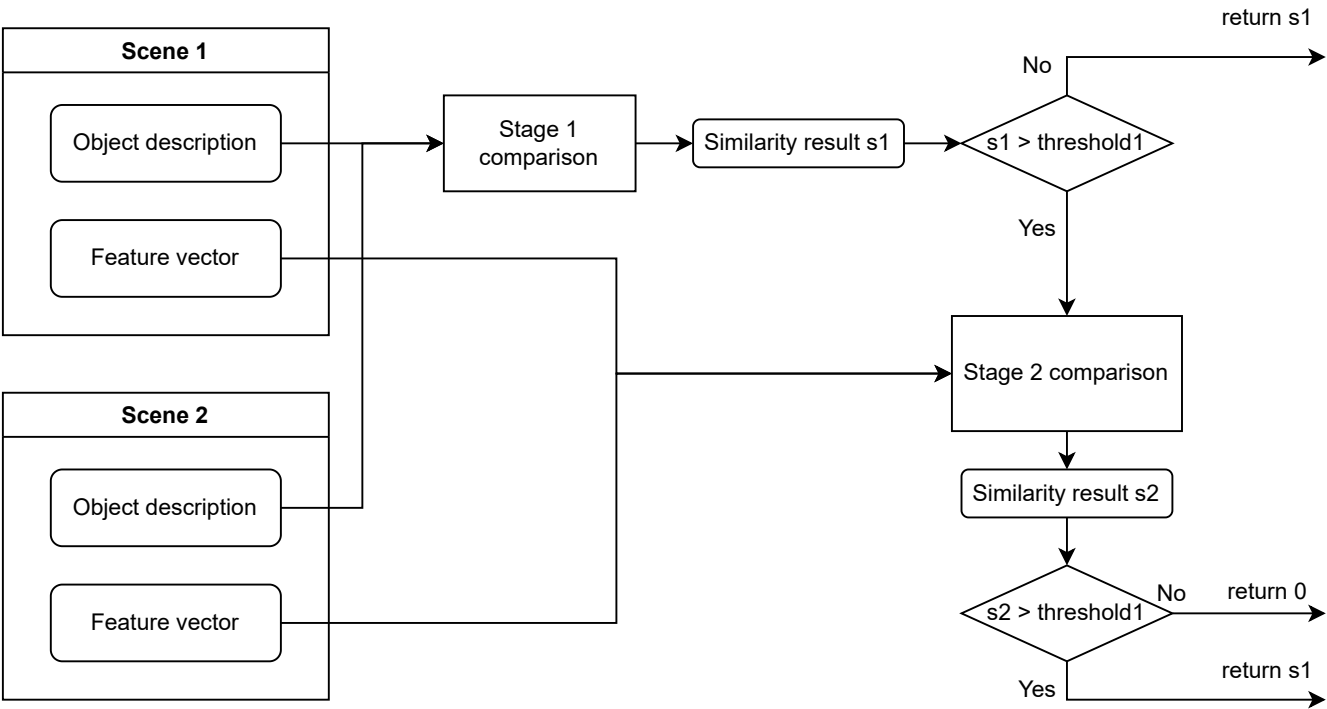 return s1
Scene 1
No
Object description
Stage 1
comparison
Similarity result s1
s1 > threshold1
Yes
Feature vector
Stage 2 comparison
Scene 2
Object description
Similarity result s2
Feature vector
s2 > threshold1
No
return 0
return s1
Yes